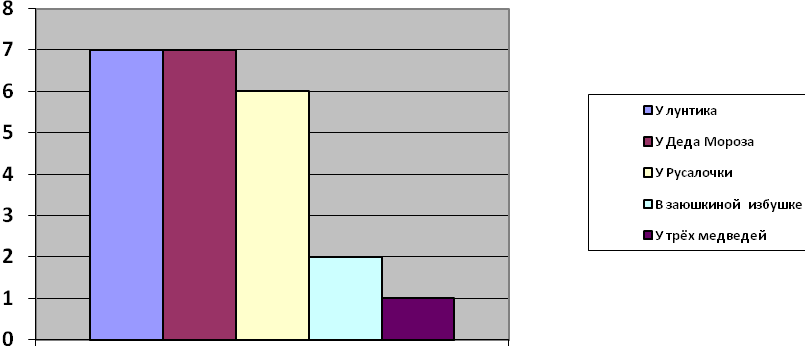 8
7
6
5
4
3
2
1
0
У лунтика
У Деда Мороза
У Русалочки
В заюшкиной избушке
У трёх медведей